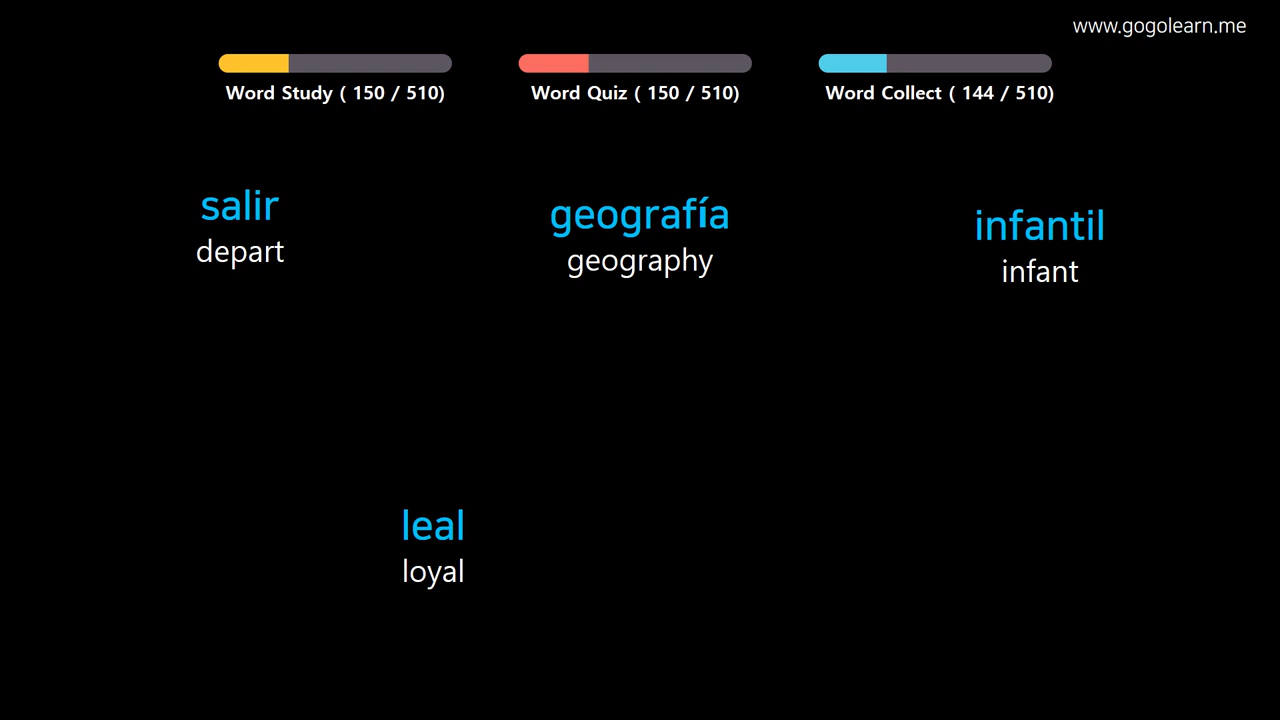 www.gogolearn.me
Word Study ( 150 / 510)
Word Quiz ( 150 / 510)
Word Collect ( 144 / 510)
salir
depart
geografía
geography
infantil
infant
leal
loyal